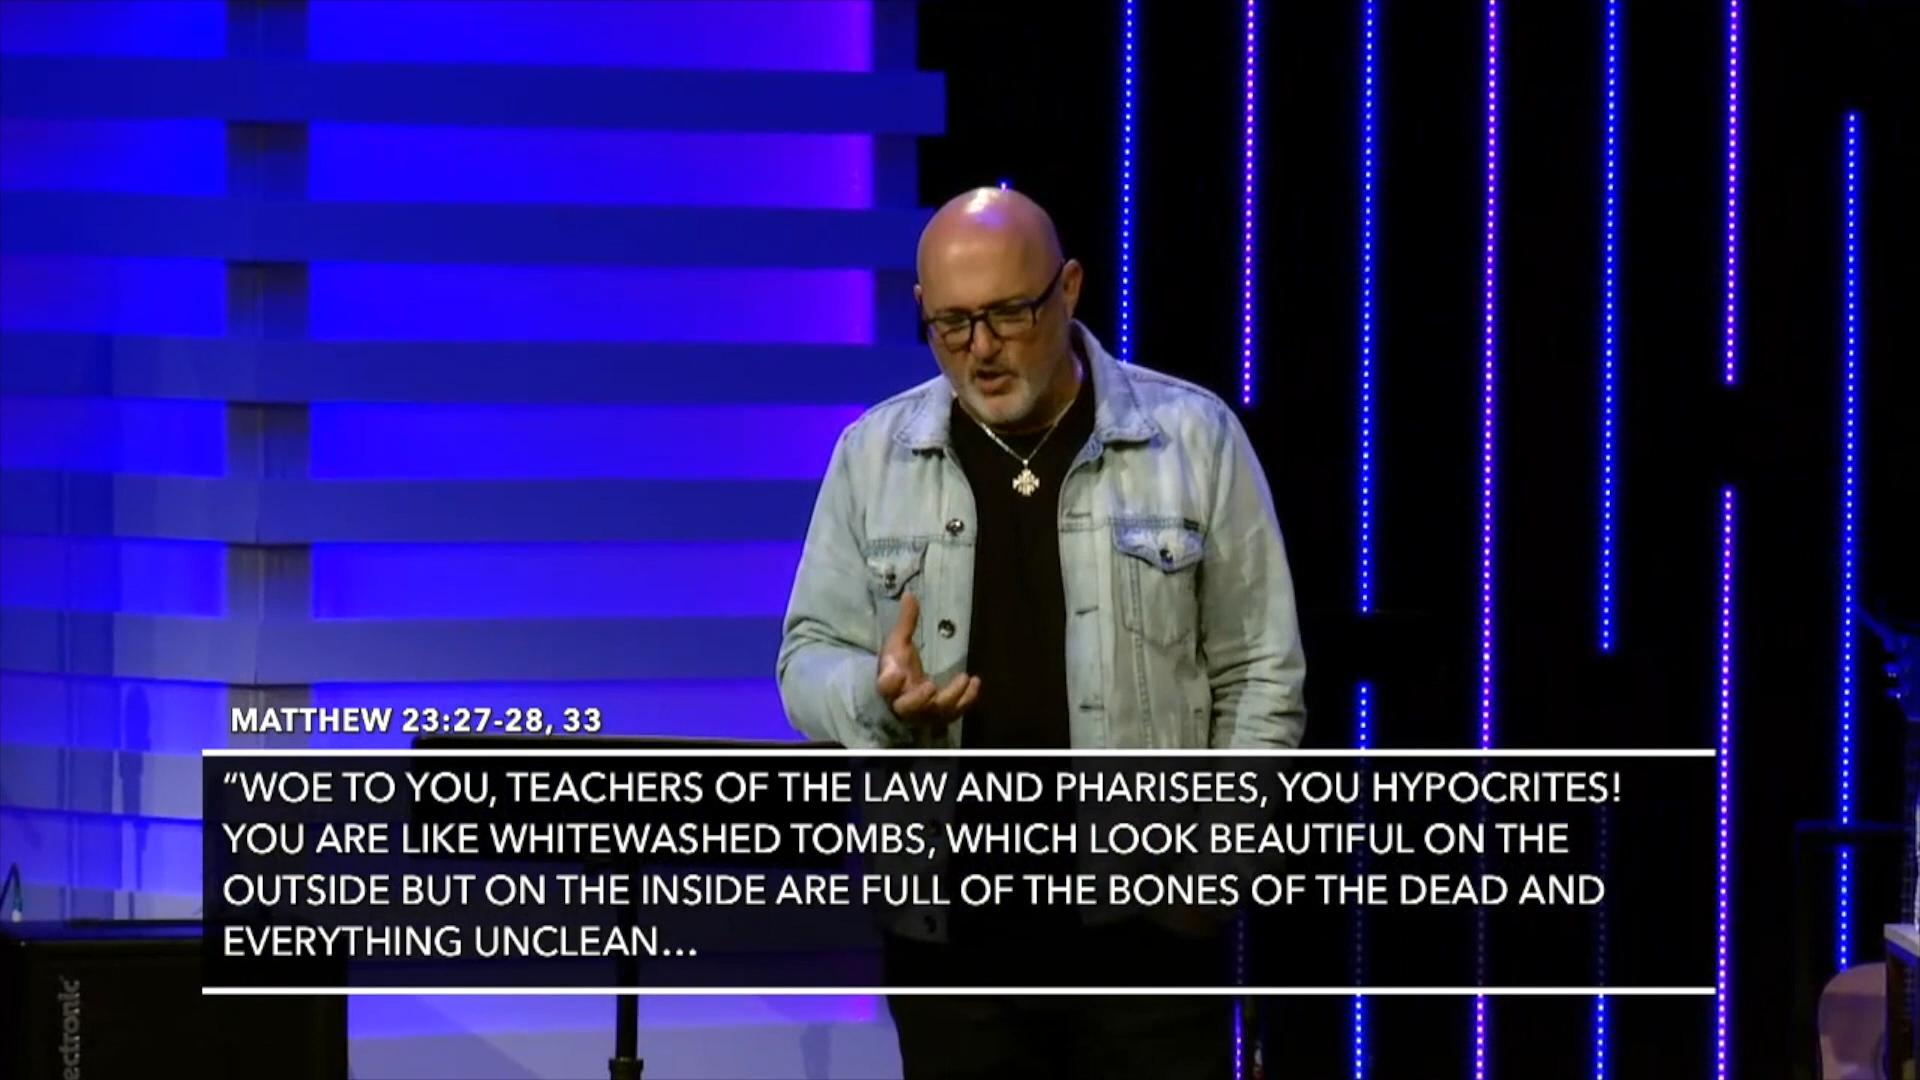 MATTHEW 23:27-28, 33
“WOE TO YOU, TEACHERS OF THE LAW AND PHARISEES, YOU HYPOCRITES!
YOU ARE LIKE WHITEWASHED TOMBS, WHICH LOOK BEAUTIFUL ON THE
OUTSIDE BUT ON THE INSIDE ARE FULL OF THE BONES OF THE DEAD AND
EVERYTHING UNCLEAN...
ectronic